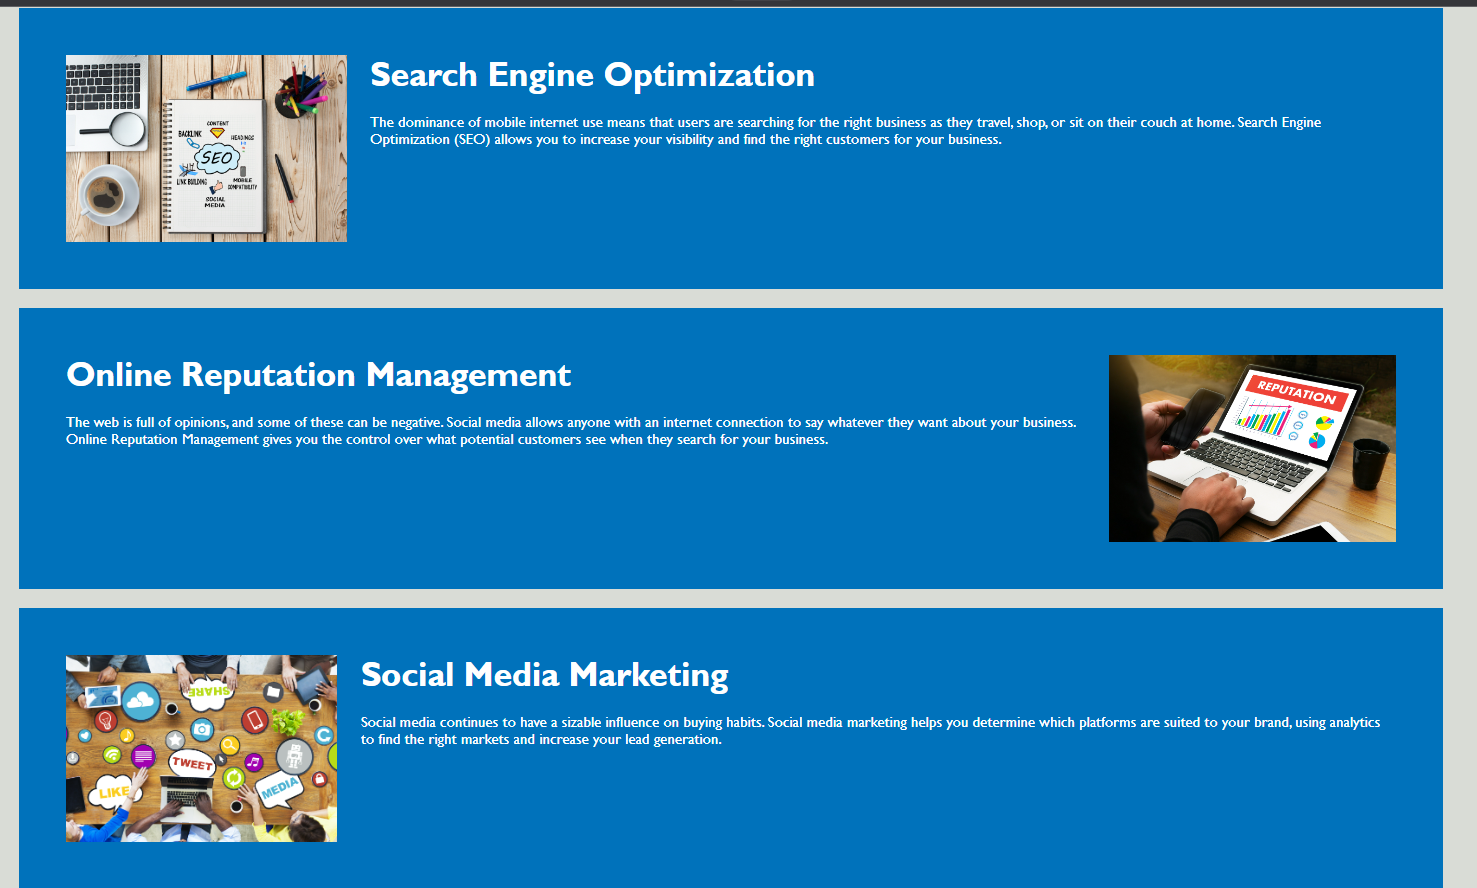 Search Engine Optimization
The dominance of mobile internet use means that users are searching for the right business as they travel, shop, or sit on their couch at home. Search Engine
Optimization (SEO) allows you to increase your visibility and find the right customers for your business.
CONTENT
BACKLINK
HEADINGS
SEO
LINK BUILDING
MOBILE
COMPATIBILITY
SOCIAL
MEDIA
Online Reputation Management
The web is full of opinions, and some of these can be negative. Social media allows anyone with an internet connection to say whatever they want about your business.
Online Reputation Management gives you the control over what potential customers see when they search for your business.
REPUTATION
Social Media Marketing
Social media continues to have a sizable influence on buying habits. Social media marketing helps you determine which platforms are suited to your brand, using analytics
to find the right markets and increase your lead generation.
SHARE
TWEET
LIKE
MEDIA